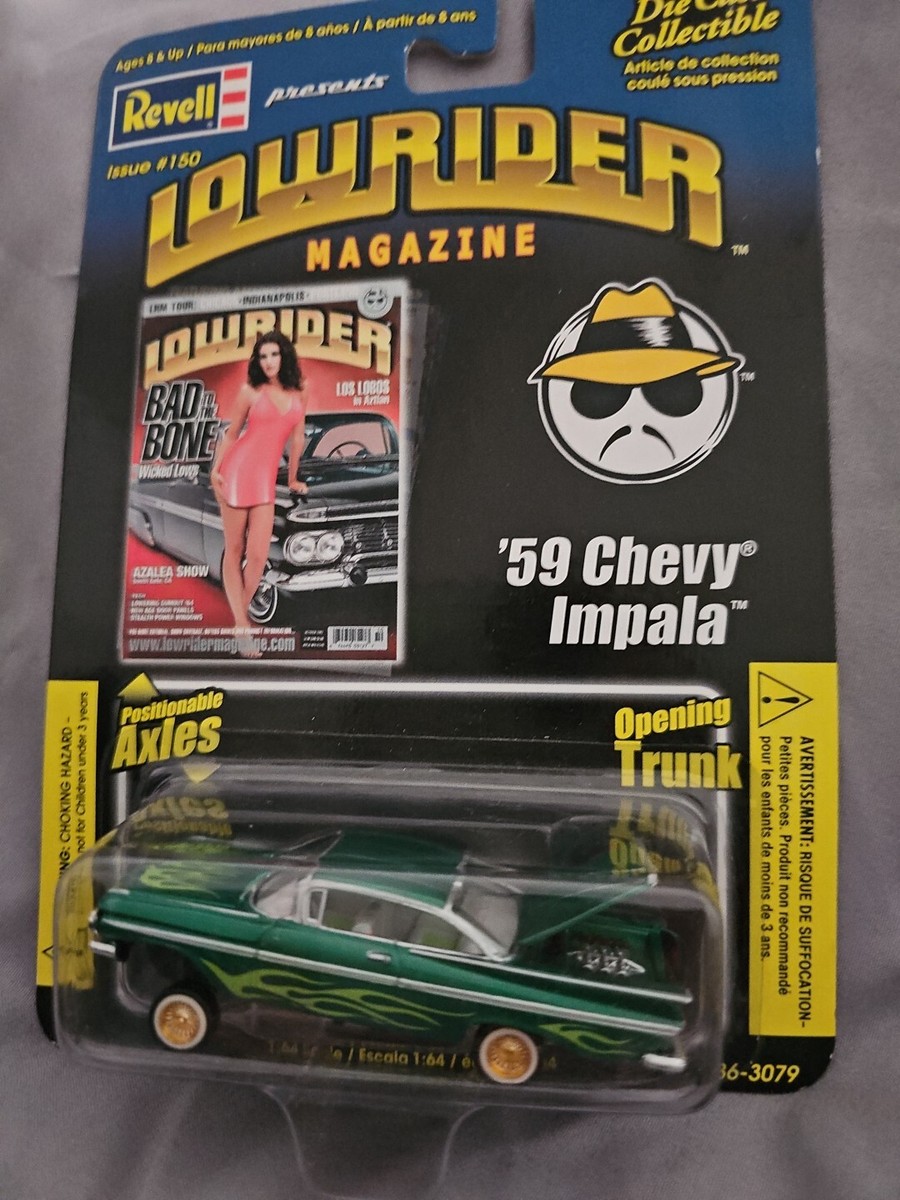 Ages 8 & Up / Para mayores de 8 años / À partir de 8 ans
Die Cast
Collectible
Article de collection
coulé sous pression
Revell
presents
Issue #150
LOWRIDER
MAGAZINE
TM
LRM TOUR:
•INDIANAPOLIS•
LOWRIDER
BAD TO THE
BONE
Wicked Lows
LOS LOBOS
in Aztlan
AZALEA SHOW
www.lowridermagazine.com
TM
'59 Chevy®
Impala™
Positionable
Axles
Opening
Trunk
NG: CHOKING HAZARD –
not for Children under 3 years
AVERTISSEMENT: RISQUE DE SUFFOCATION–
Petites pièces. Produit non recommandé
pour les enfants de moins de 3 ans.
/ Escala 1:64 /
36-3079